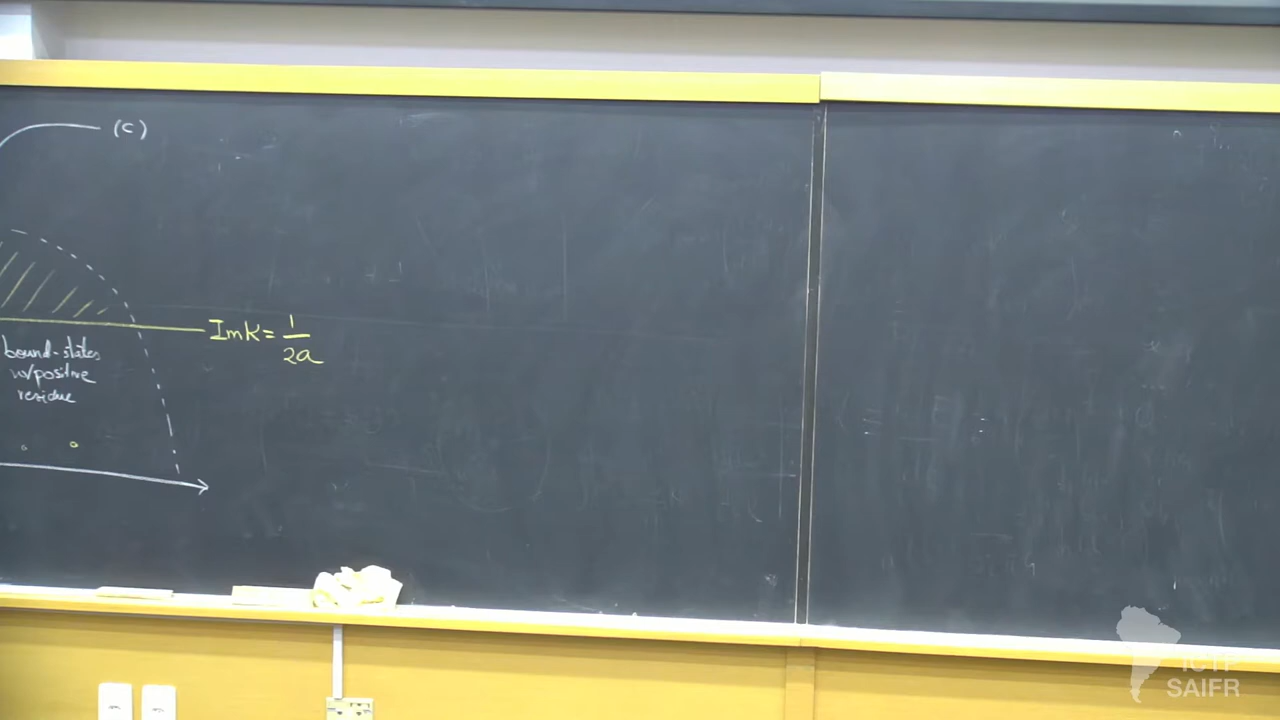 (C)
Im k = 1/2a
bound-states
w/positive
residue
ICTP
SAIFR